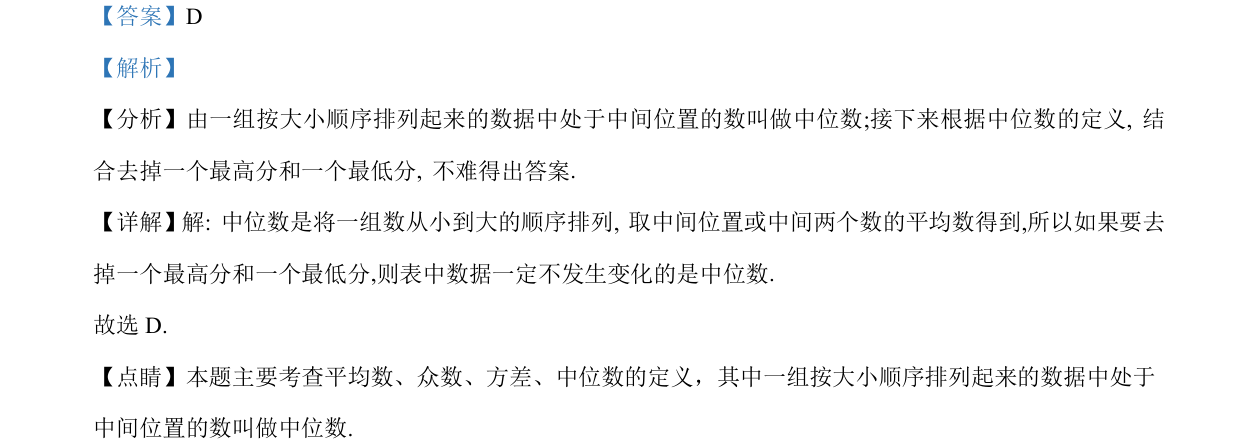 【答案】D
【解析】
【分析】由一组按大小顺序排列起来的数据中处于中间位置的数叫做中位数;接下来根据中位数的定义, 结
合去掉一个最高分和一个最低分, 不难得出答案.
【详解】解: 中位数是将一组数从小到大的顺序排列, 取中间位置或中间两个数的平均数得到,所以如果要去
掉一个最高分和一个最低分,则表中数据一定不发生变化的是中位数.
故选 D.
【点睛】本题主要考查平均数、众数、方差、中位数的定义，其中一组按大小顺序排列起来的数据中处于
中间位置的数叫做中位数.